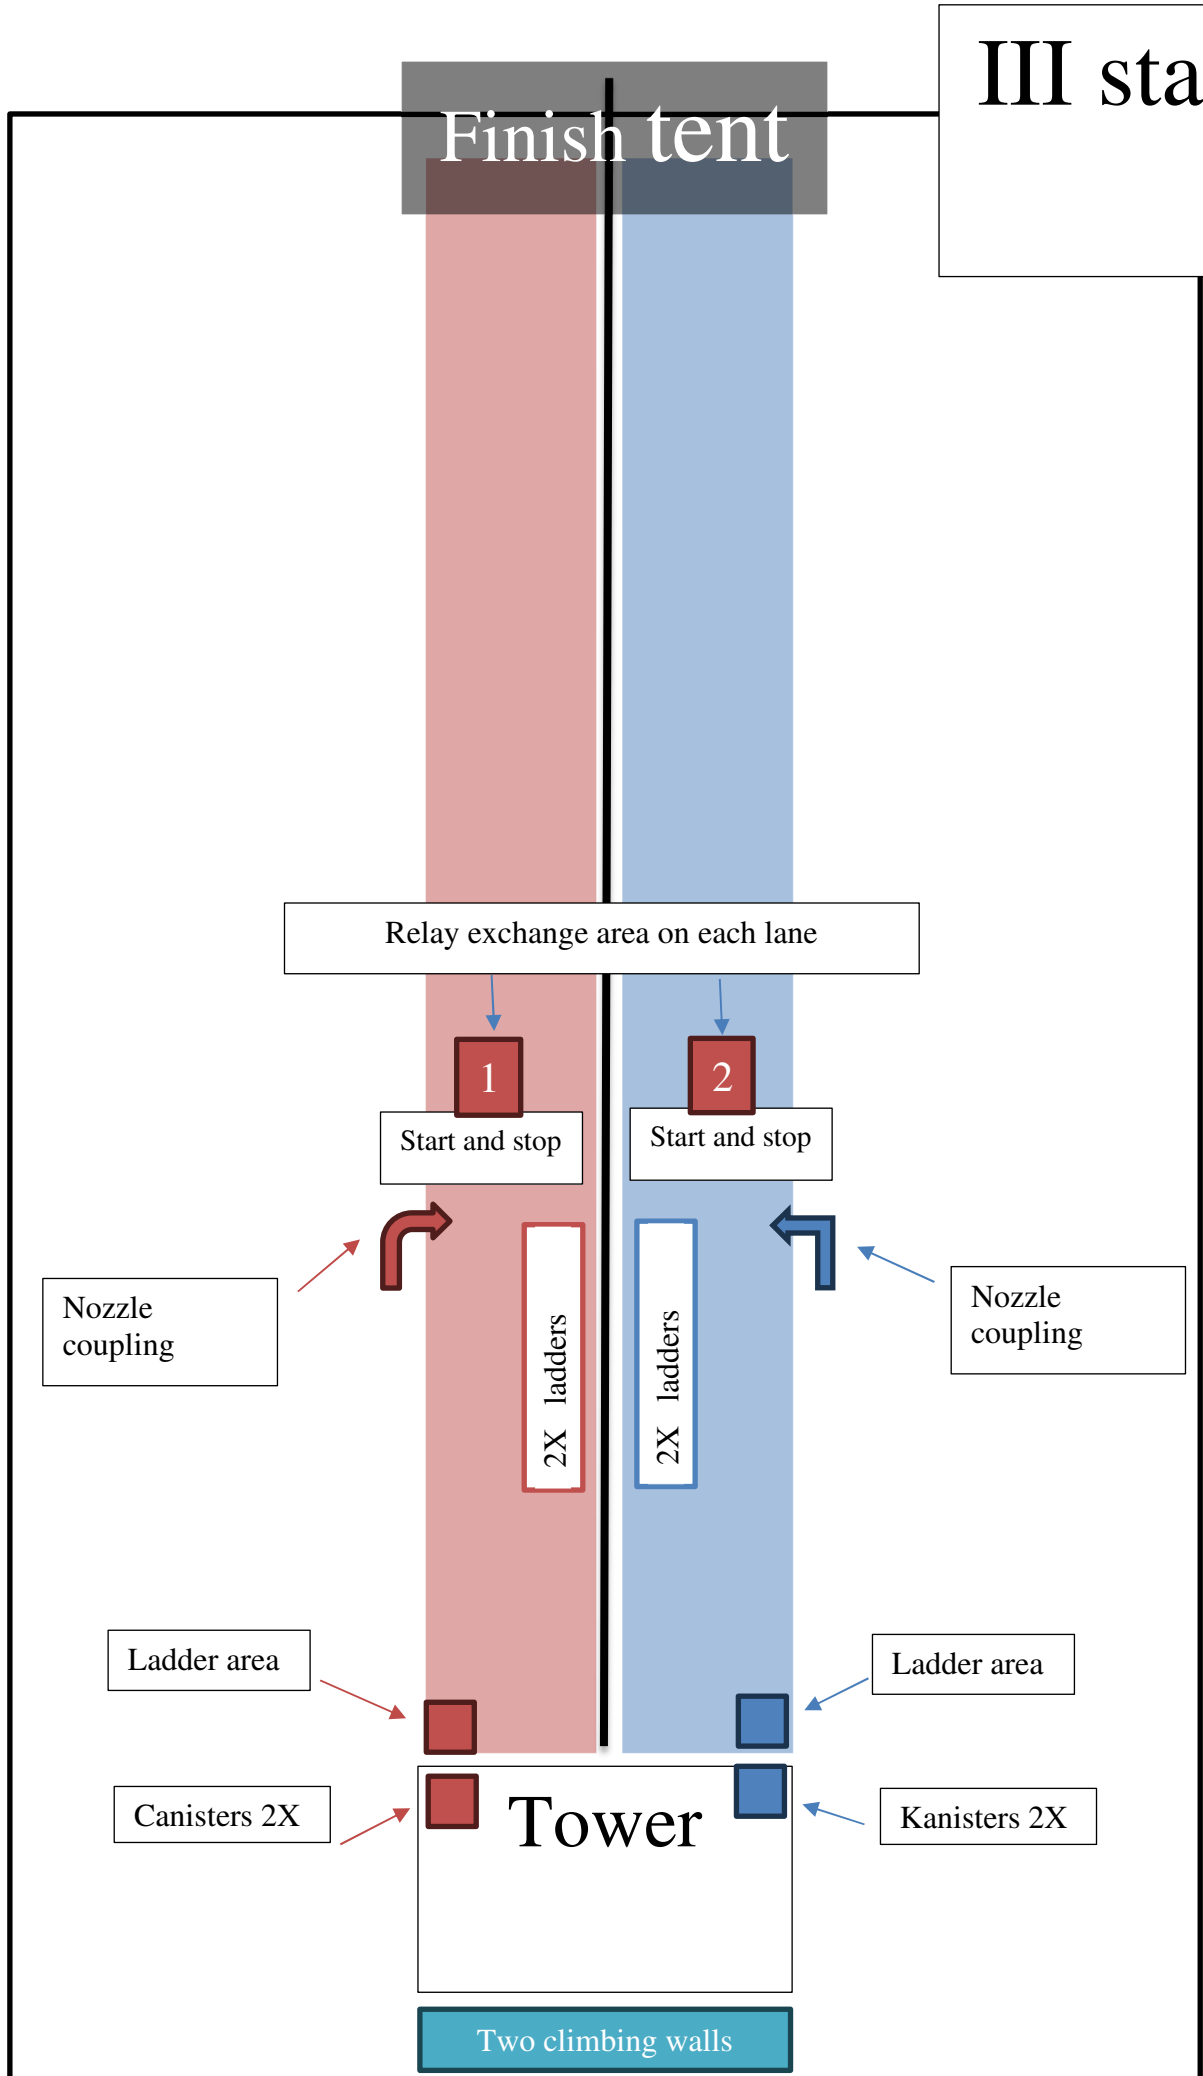 III sta
Finish tent
Relay exchange area on each lane
1
2
Start and stop
Start and stop
Nozzle
coupling
2X ladders
2X ladders
Nozzle
coupling
Ladder area
Ladder area
Canisters 2X
Tower
Kanisters 2X
Two climbing walls